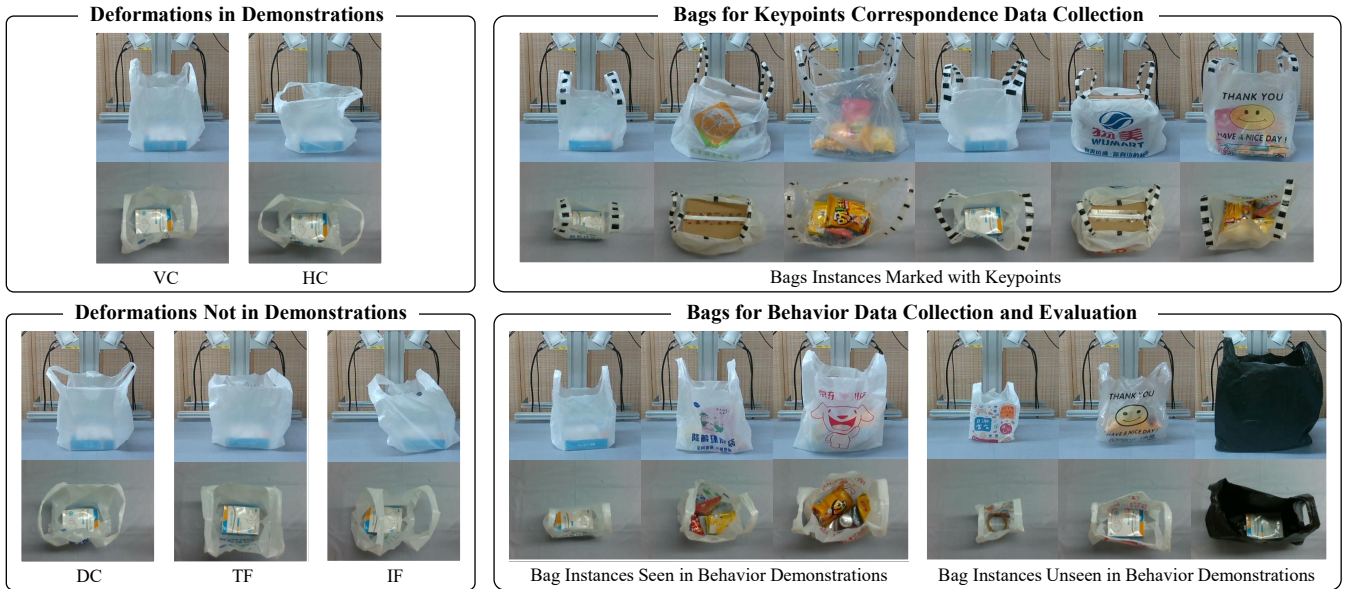 Deformations in Demonstrations
VC
HC
Bags for Keypoints Correspondence Data Collection
物美
WUMART
THANK YOU
HAVE A NICE DAY !
Bags Instances Marked with Keypoints
Deformations Not in Demonstrations
DC
TF
IF
Bags for Behavior Data Collection and Evaluation
THANK YOU
HAVE A NICE DAY !
Bag Instances Seen in Behavior Demonstrations
Bag Instances Unseen in Behavior Demonstrations